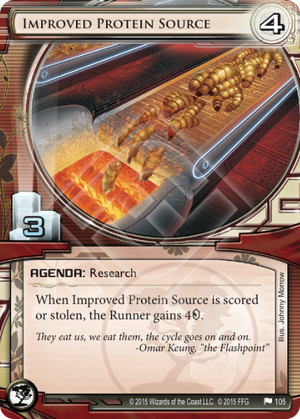 Improved Protein Source
4
3
AGENDA: Research
When Improved Protein Source is scored
or stolen, the Runner gains 4.
They eat us, we eat them, the cycle goes on and on.
-Omar Keung, "the Flashpoint"
Illus. Johnny Morrow
© 2015 Wizards of the Coast LLC. © 2015 FFG
105